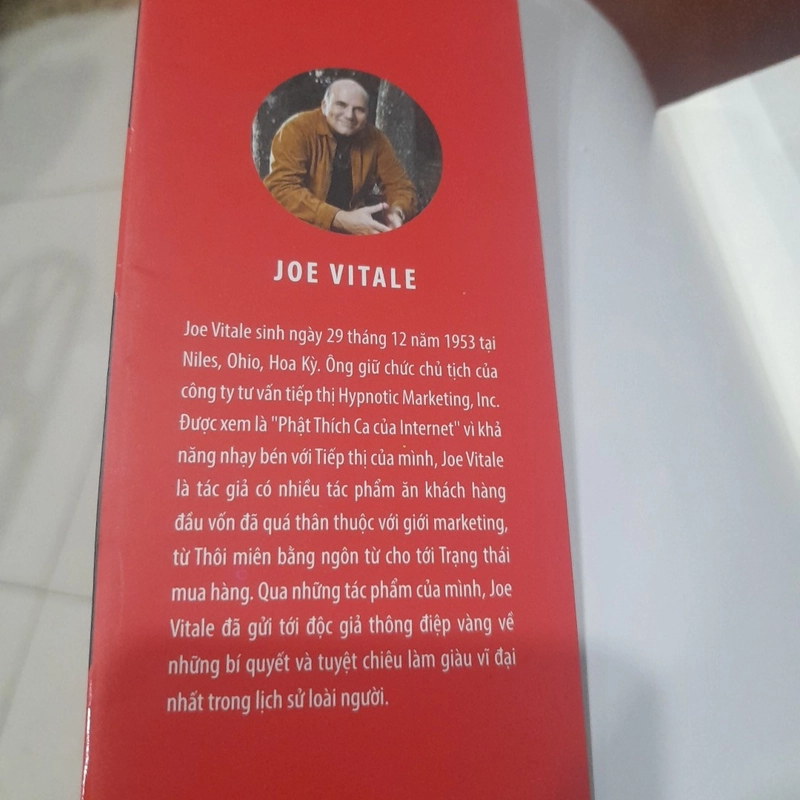 JOE VITALE
Joe Vitale sinh ngày 29 tháng 12 năm 1953 tại
Niles, Ohio, Hoa Kỳ. Ông giữ chức chủ tịch của
công ty tư vấn tiếp thị Hypnotic Marketing, Inc.
Được xem là "Phật Thích Ca của Internet" vì khả
năng nhạy bén với Tiếp thị của mình, Joe Vitale
là tác giả có nhiều tác phẩm ăn khách hàng
đầu vốn đã quá thân thuộc với giới marketing,
từ Thôi miên bằng ngôn từ cho tới Trạng thái
mua hàng. Qua những tác phẩm của mình, Joe
Vitale đã gửi tới độc giả thông điệp vàng về
những bí quyết và tuyệt chiêu làm giàu vĩ đại
nhất trong lịch sử loài người.